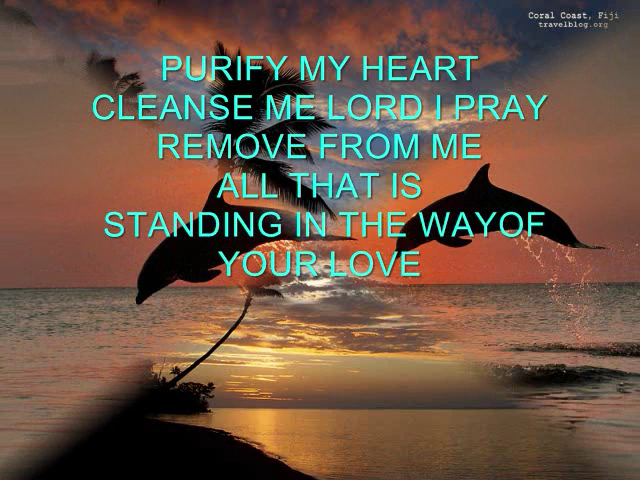 Coral Coast, Fiji
travelblog.org
PURIFY MY HEART
CLEANSE ME LORD I PRAY
REMOVE FROM ME
ALL THAT IS
STANDING IN THE WAYOF
YOUR LOVE